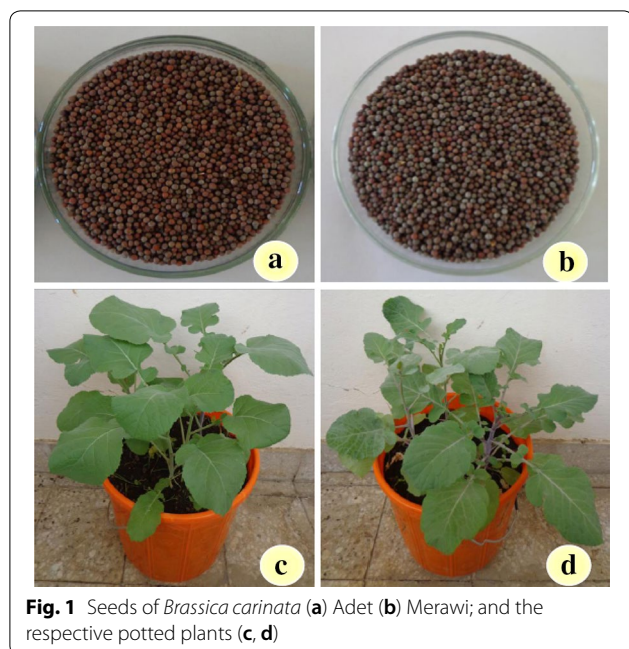 a
b
c
d
Fig. 1 Seeds of Brassica carinata (a) Adet (b) Merawi; and the
respective potted plants (c, d)